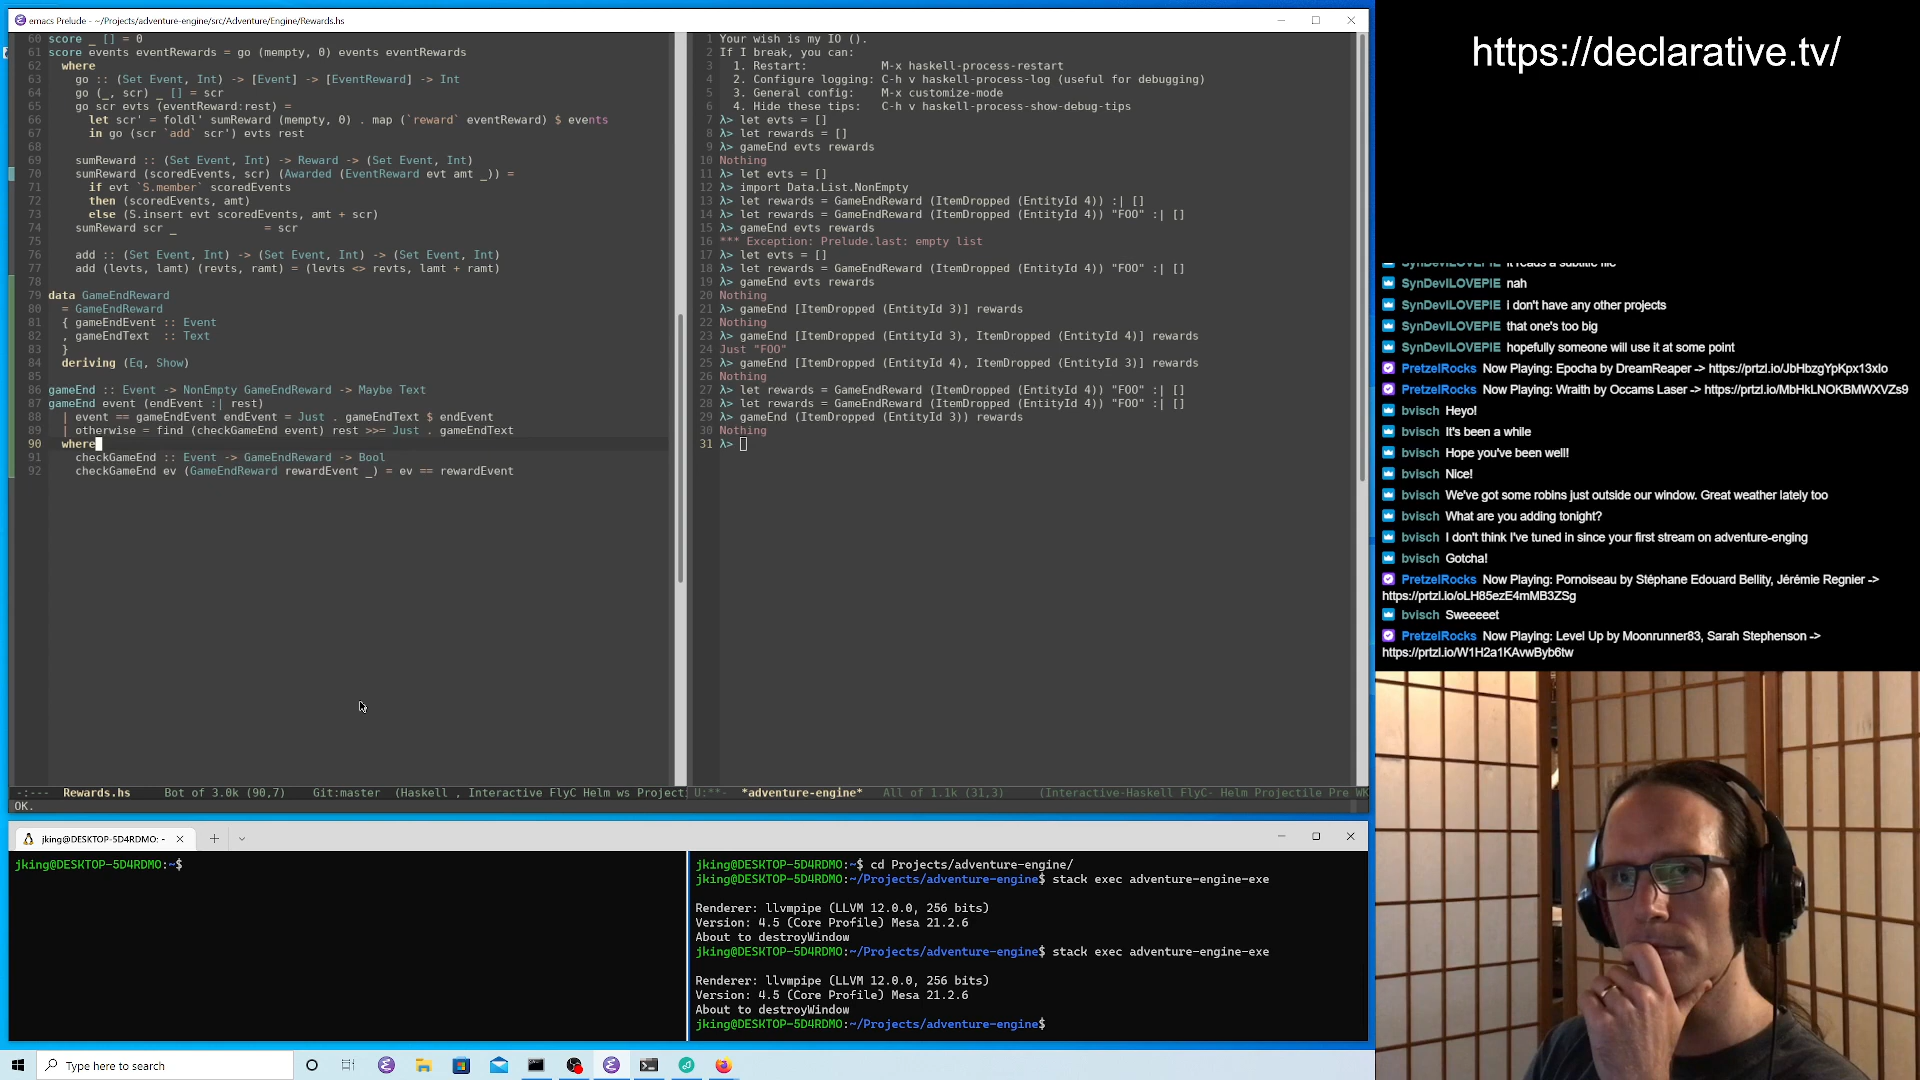 emacs Prelude - ~/Projects/adventure-engine/src/Adventure/Engine/Rewards.hs
60 score _ [] = 0
61 score events eventRewards = go (mempty, 0) events eventRewards
62 where
63 go :: (Set Event, Int) -> [Event] -> [EventReward] -> Int
64 go (_, scr) _ [] = scr
65 go scr evts (eventReward:rest) =
66 let scr' = foldl' sumReward (mempty, 0) . map (`reward` eventReward) $ events
67 in go (scr `add` scr') evts rest
68
69 sumReward :: (Set Event, Int) -> Reward -> (Set Event, Int)
70 sumReward (scoredEvents, scr) (Awarded (EventReward evt amt _)) =
71 if evt `S.member` scoredEvents
72 then (scoredEvents, amt)
73 else (S.insert evt scoredEvents, amt + scr)
74 sumReward scr _ = scr
75
76 add :: (Set Event, Int) -> (Set Event, Int) -> (Set Event, Int)
77 add (levts, lamt) (revts, ramt) = (levts <> revts, lamt + ramt)
78
79 data GameEndReward
80 = GameEndReward
81 { gameEndEvent :: Event
82 , gameEndText :: Text
83 }
84 deriving (Eq, Show)
85
86 gameEnd :: Event -> NonEmpty GameEndReward -> Maybe Text
87 gameEnd event (endEvent :| rest)
88 | event == gameEndEvent endEvent = Just . gameEndText $ endEvent
89 | otherwise = find (checkGameEnd event) rest >>= Just . gameEndText
90 where
91 checkGameEnd :: Event -> GameEndReward -> Bool
92 checkGameEnd ev (GameEndReward rewardEvent _) = ev == rewardEvent
-:--- Rewards.hs Bot of 3.0k (90,7) Git:master (Haskell , Interactive FlyC Helm ws Project:
OK.
1 Your wish is my IO ().
2 If I break, you can:
3 1. Restart: M-x haskell-process-restart
4 2. Configure logging: C-h v haskell-process-log (useful for debugging)
5 3. General config: M-x customize-mode
6 4. Hide these tips: C-h v haskell-process-show-debug-tips
7 λ> let evts = []
8 λ> let rewards = []
9 λ> gameEnd evts rewards
10 Nothing
11 λ> let evts = []
12 λ> import Data.List.NonEmpty
13 λ> let rewards = GameEndReward (ItemDropped (EntityId 4)) :| []
14 λ> let rewards = GameEndReward (ItemDropped (EntityId 4)) "FOO" :| []
15 λ> gameEnd evts rewards
16 *** Exception: Prelude.last: empty list
17 λ> let evts = []
18 λ> let rewards = GameEndReward (ItemDropped (EntityId 4)) "FOO" :| []
19 λ> gameEnd evts rewards
20 Nothing
21 λ> gameEnd [ItemDropped (EntityId 3)] rewards
22 Nothing
23 λ> gameEnd [ItemDropped (EntityId 3), ItemDropped (EntityId 4)] rewards
24 Just "FOO"
25 λ> gameEnd [ItemDropped (EntityId 4), ItemDropped (EntityId 3)] rewards
26 Nothing
27 λ> let rewards = GameEndReward (ItemDropped (EntityId 4)) "FOO" :| []
28 λ> let rewards = GameEndReward (ItemDropped (EntityId 4)) "FOO" :| []
29 λ> gameEnd (ItemDropped (EntityId 3)) rewards
30 Nothing
31 λ>
U:**- *adventure-engine* All of 1.1k (31,3) (Interactive-Haskell FlyC- Helm Projectile Pre WK
jking@DESKTOP-5D4RDMO: ~
jking@DESKTOP-5D4RDMO:~$
jking@DESKTOP-5D4RDMO:~$ cd Projects/adventure-engine/
jking@DESKTOP-5D4RDMO:~/Projects/adventure-engine$ stack exec adventure-engine-exe
Renderer: llvmpipe (LLVM 12.0.0, 256 bits)
Version: 4.5 (Core Profile) Mesa 21.2.6
About to destroyWindow
jking@DESKTOP-5D4RDMO:~/Projects/adventure-engine$ stack exec adventure-engine-exe
Renderer: llvmpipe (LLVM 12.0.0, 256 bits)
Version: 4.5 (Core Profile) Mesa 21.2.6
About to destroyWindow
jking@DESKTOP-5D4RDMO:~/Projects/adventure-engine$
Type here to search
https://declarative.tv/
SynDevILOVEPIE it reads a subtitle file
SynDevILOVEPIE nah
SynDevILOVEPIE i don't have any other projects
SynDevILOVEPIE that one's too big
SynDevILOVEPIE hopefully someone will use it at some point
PretzelRocks Now Playing: Epocha by DreamReaper -> https://prtzl.io/JbHbzgYpKpx13xlo
PretzelRocks Now Playing: Wraith by Occams Laser -> https://prtzl.io/MbHkLNOKBMWXVZs9
bvisch Heyo!
bvisch It's been a while
bvisch Hope you've been well!
bvisch Nice!
bvisch We've got some robins just outside our window. Great weather lately too
bvisch What are you adding tonight?
bvisch I don't think I've tuned in since your first stream on adventure-enging
bvisch Gotcha!
PretzelRocks Now Playing: Pornoiseau by Stéphane Edouard Bellity, Jérémie Regnier ->
https://prtzl.io/oLH85ezE4mMB3ZSg
bvisch Sweeeeet
PretzelRocks Now Playing: Level Up by Moonrunner83, Sarah Stephenson ->
https://prtzl.io/W1H2a1KAvwByb6tw